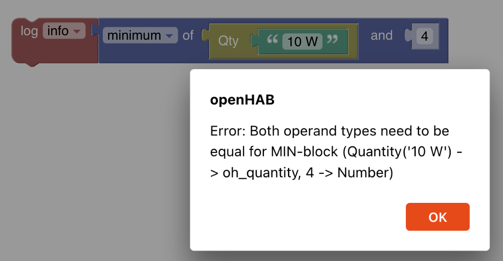 log info minimum of Qty “ 10 W ” and 4
openHAB
Error: Both operand types need to be
equal for MIN-block (Quantity('10 W') -
> oh_quantity, 4 -> Number)
OK